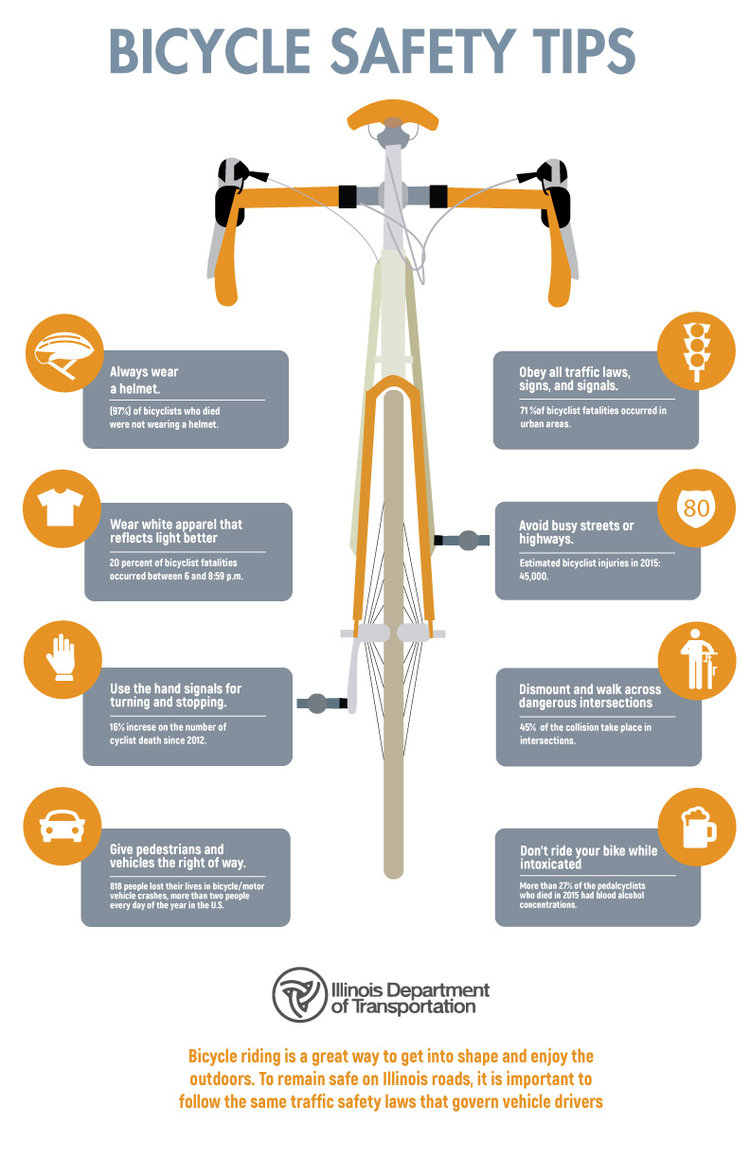 BICYCLE SAFETY TIPS
Always wear
a helmet.
(97%) of bicyclists who died
were not wearing a helmet.
Obey all traffic laws,
signs, and signals.
71 %of bicyclist fatalities occurred in
urban areas.
Wear white apparel that
reflects light better
20 percent of bicyclist fatalities
occurred between 6 and 8:59 p.m.
80
Avoid busy streets or
highways.
Estimated bicyclist injuries in 2015:
45,000.
Use the hand signals for
turning and stopping.
16% increse on the number of
cyclist death since 2012.
Dismount and walk across
dangerous intersections
45% of the collision take place in
intersections.
Give pedestrians and
vehicles the right of way.
818 people lost their lives in bicycle/motor
vehicle crashes, more than two people
every day of the year in the U.S.
Don't ride your bike while
intoxicated
More than 27% of the pedalcyclists
who died in 2015 had blood alcohol
concentrations.
Illinois Department
of Transportation
Bicycle riding is a great way to get into shape and enjoy the
outdoors. To remain safe on Illinois roads, it is important to
follow the same traffic safety laws that govern vehicle drivers